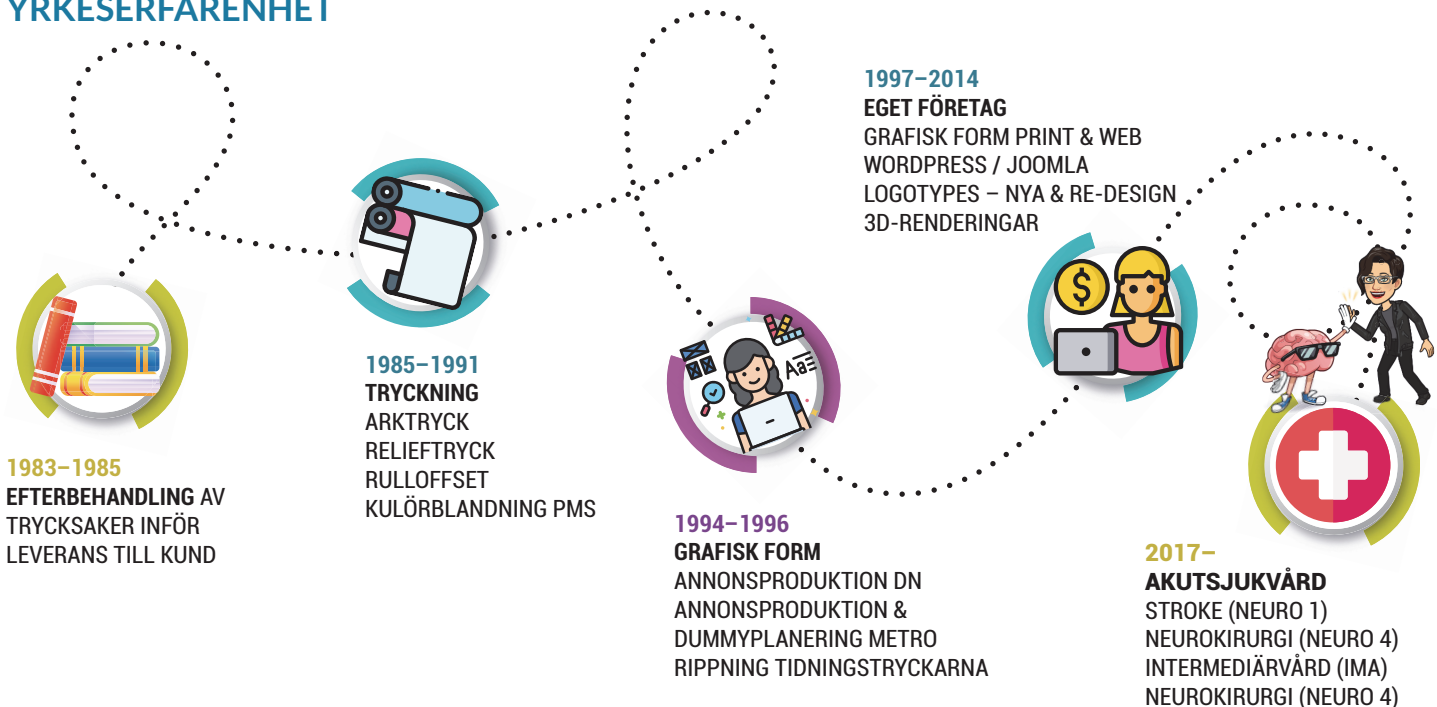 YRKESERFARENHET
1983–1985
EFTERBEHANDLING AV
TRYCKSAKER INFÖR
LEVERANS TILL KUND
1985–1991
TRYCKNING
ARKTRYCK
RELIEFTRYCK
RULLOFFSET
KULÖRBLANDNING PMS
1994–1996
GRAFISK FORM
ANNONSPRODUKTION DN
ANNONSPRODUKTION &
DUMMYPLANERING METRO
RIPPNING TIDNINGSTRYCKARNA
Aa
1997–2014
EGET FÖRETAG
GRAFISK FORM PRINT & WEB
WORDPRESS / JOOMLA
LOGOTYPES – NYA & RE-DESIGN
3D-RENDERINGAR
$
2017–
AKUTSJUKVÅRD
STROKE (NEURO 1)
NEUROKIRURGI (NEURO 4)
INTERMEDIÄRVÅRD (IMA)
NEUROKIRURGI (NEURO 4)